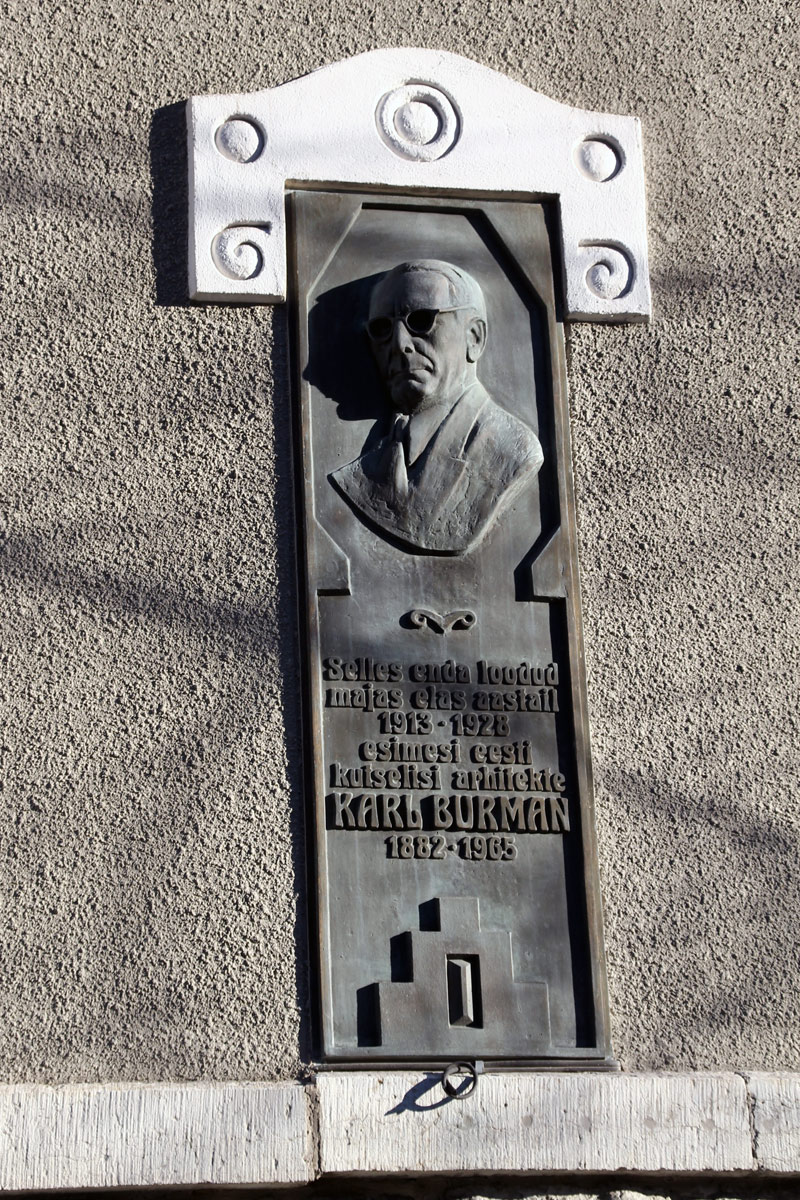 Selles enda loodud
majas elas aastail
1913-1928
esimesi eesti
kutselisi arhitekte
KARL BURMAN
1882-1965